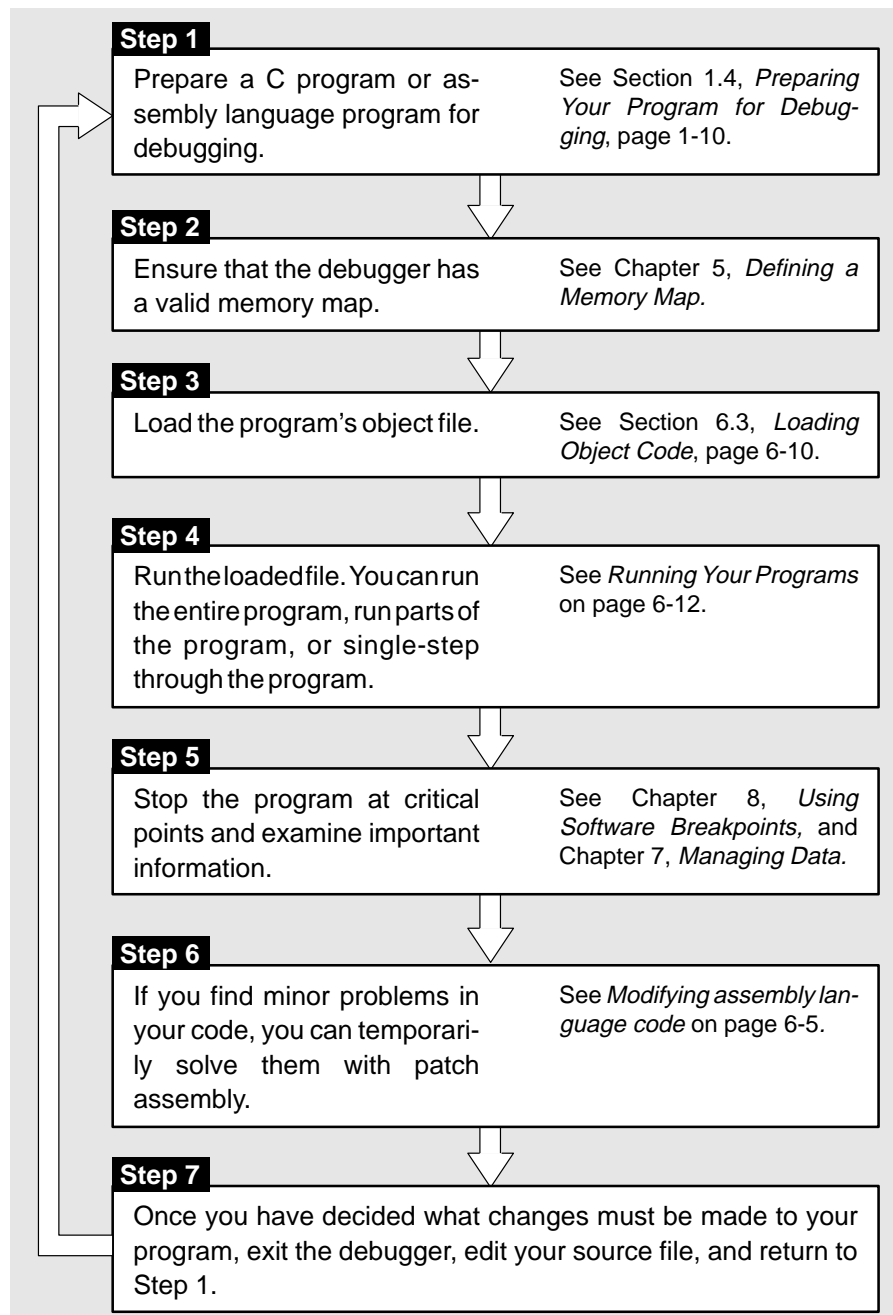 Step 1
Prepare a C program or as-
sembly language program for
debugging.
See Section 1.4, Preparing
Your Program for Debug-
ging, page 1-10.
Step 2
Ensure that the debugger has
a valid memory map.
See Chapter 5, Defining a
Memory Map.
Step 3
Load the program's object file.
See Section 6.3, Loading
Object Code, page 6-10.
Step 4
Run the loaded file. You can run
the entire program, run parts of
the program, or single-step
through the program.
See Running Your Programs
on page 6-12.
Step 5
Stop the program at critical
points and examine important
information.
See Chapter 8, Using
Software Breakpoints, and
Chapter 7, Managing Data.
Step 6
If you find minor problems in
your code, you can temporari-
ly solve them with patch
assembly.
See Modifying assembly lan-
guage code on page 6-5.
Step 7
Once you have decided what changes must be made to your
program, exit the debugger, edit your source file, and return to
Step 1.